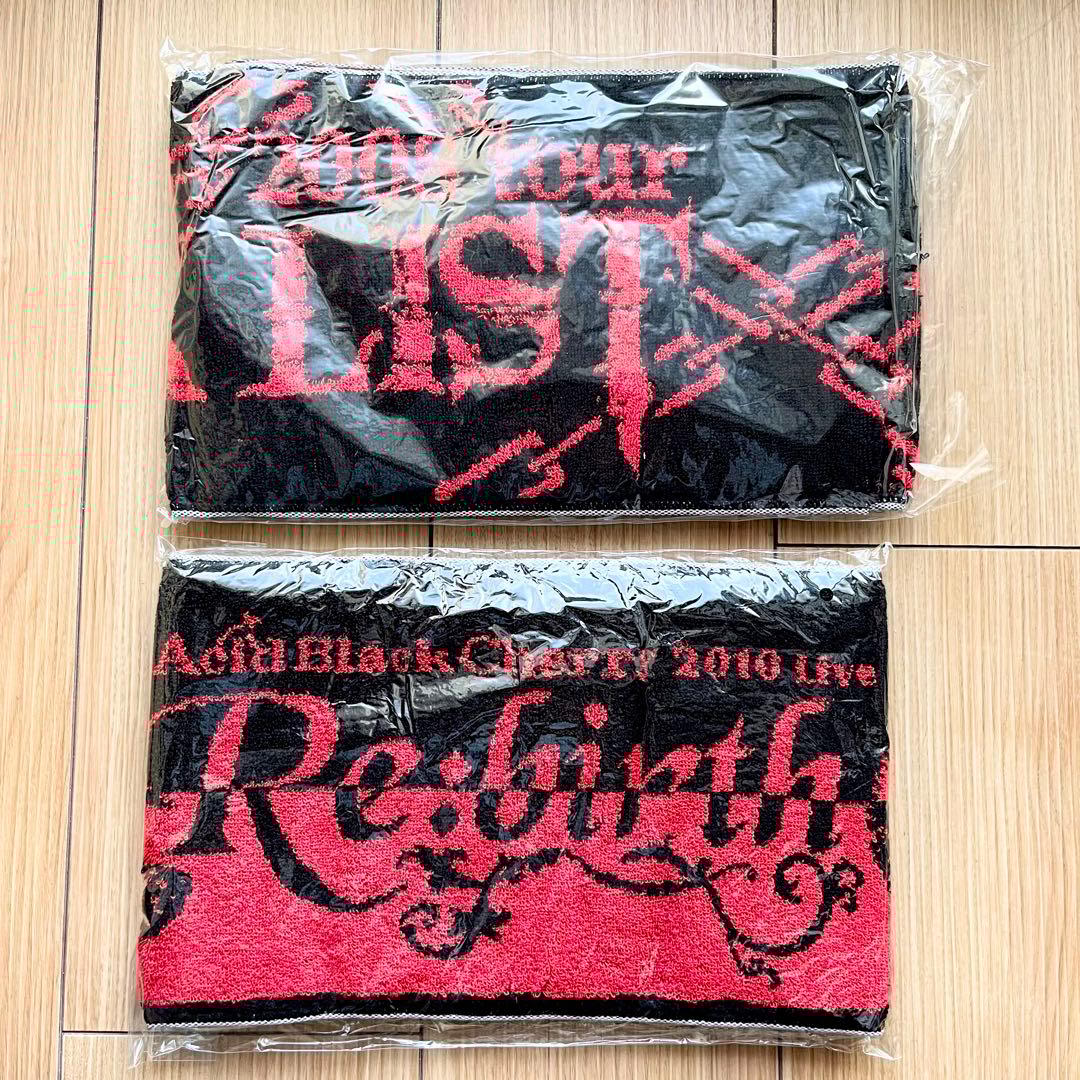 tour
LIST
Acid Black Cherry 2010 Live
Re:birth